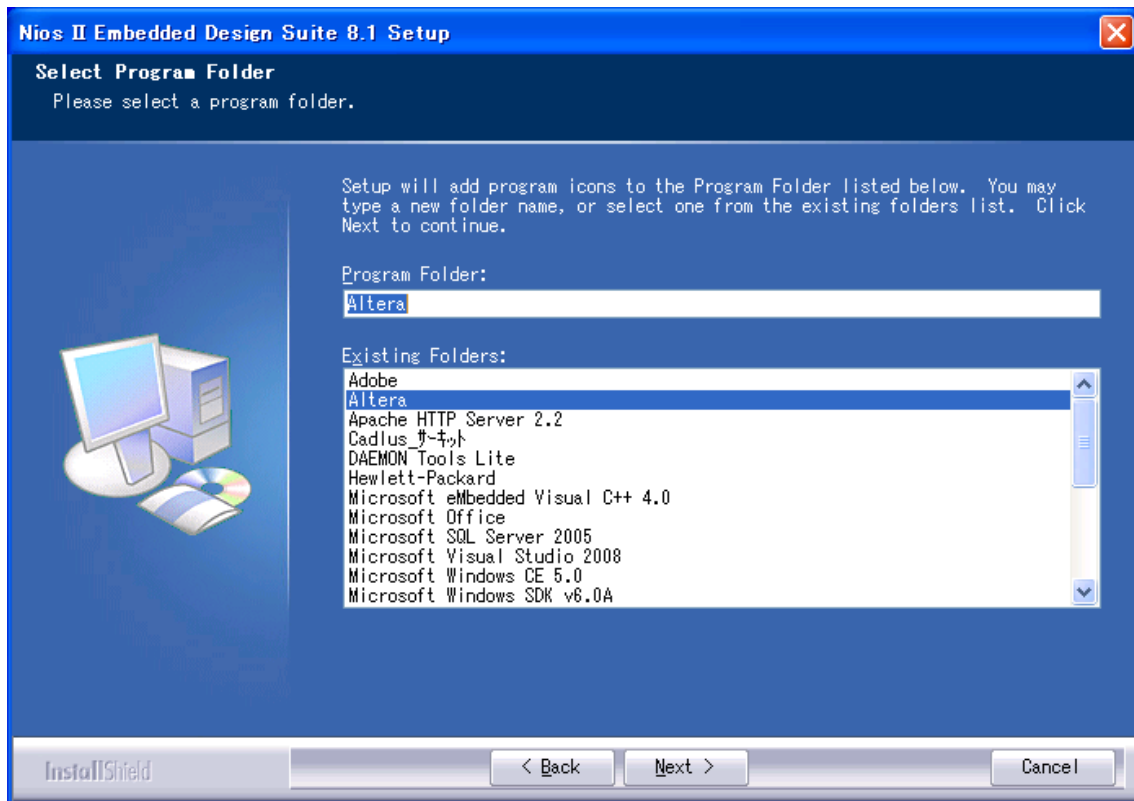 Nios II Embedded Design Suite 8.1 Setup
Select Program Folder
Please select a program folder.
Setup will add program icons to the Program Folder listed below.  You may
type a new folder name, or select one from the existing folders list.  Click
Next to continue.
Program Folder:
Altera
Existing Folders:
Adobe
Altera
Apache HTTP Server 2.2
Cadlus_ｻｰｷｯﾄ
DAEMON Tools Lite
Hewlett-Packard
Microsoft eMbedded Visual C++ 4.0
Microsoft Office
Microsoft SQL Server 2005
Microsoft Visual Studio 2008
Microsoft Windows CE 5.0
Microsoft Windows SDK v6.0A
InstallShield
< Back
Next >
Cancel